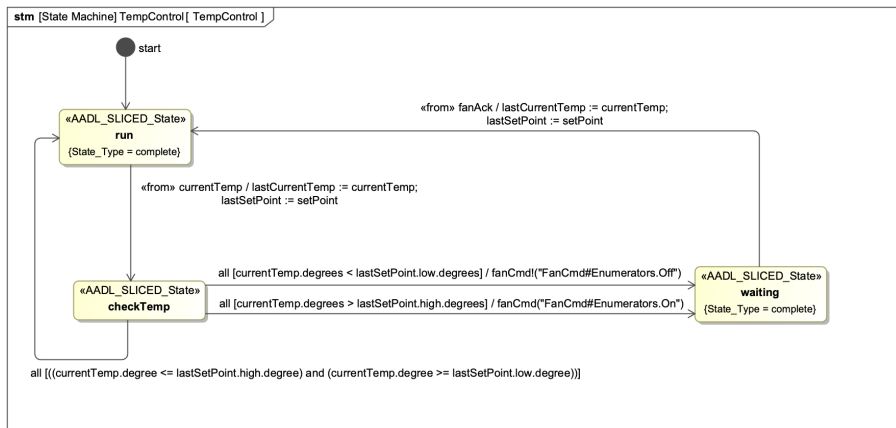 stm [State Machine] TempControl[ TempControl ]
start
«from» fanAck / lastCurrentTemp := currentTemp;
lastSetPoint := setPoint
«AADL_SLICED_State»
run
{State_Type = complete}
«from» currentTemp / lastCurrentTemp := currentTemp;
lastSetPoint := setPoint
all [currentTemp.degrees < lastSetPoint.low.degrees] / fanCmd!("FanCmd#Enumerators.Off")
«AADL_SLICED_State»
checkTemp
all [currentTemp.degrees > lastSetPoint.high.degrees] / fanCmd("FanCmd#Enumerators.On")
«AADL_SLICED_State»
waiting
{State_Type = complete}
all [((currentTemp.degree <= lastSetPoint.high.degree) and (currentTemp.degree >= lastSetPoint.low.degree))]